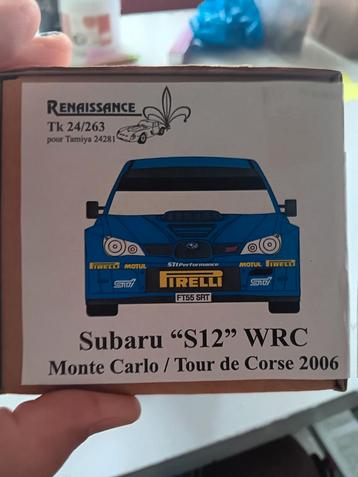 RENAISSANCE
Tk 24/263
pour Tamiya 24281
STI Performance
PIRELLI MOTUL MOTUL PIRELLI
STI PIRELLI STI
FT55 SRT
Subaru “S12” WRC
Monte Carlo / Tour de Corse 2006